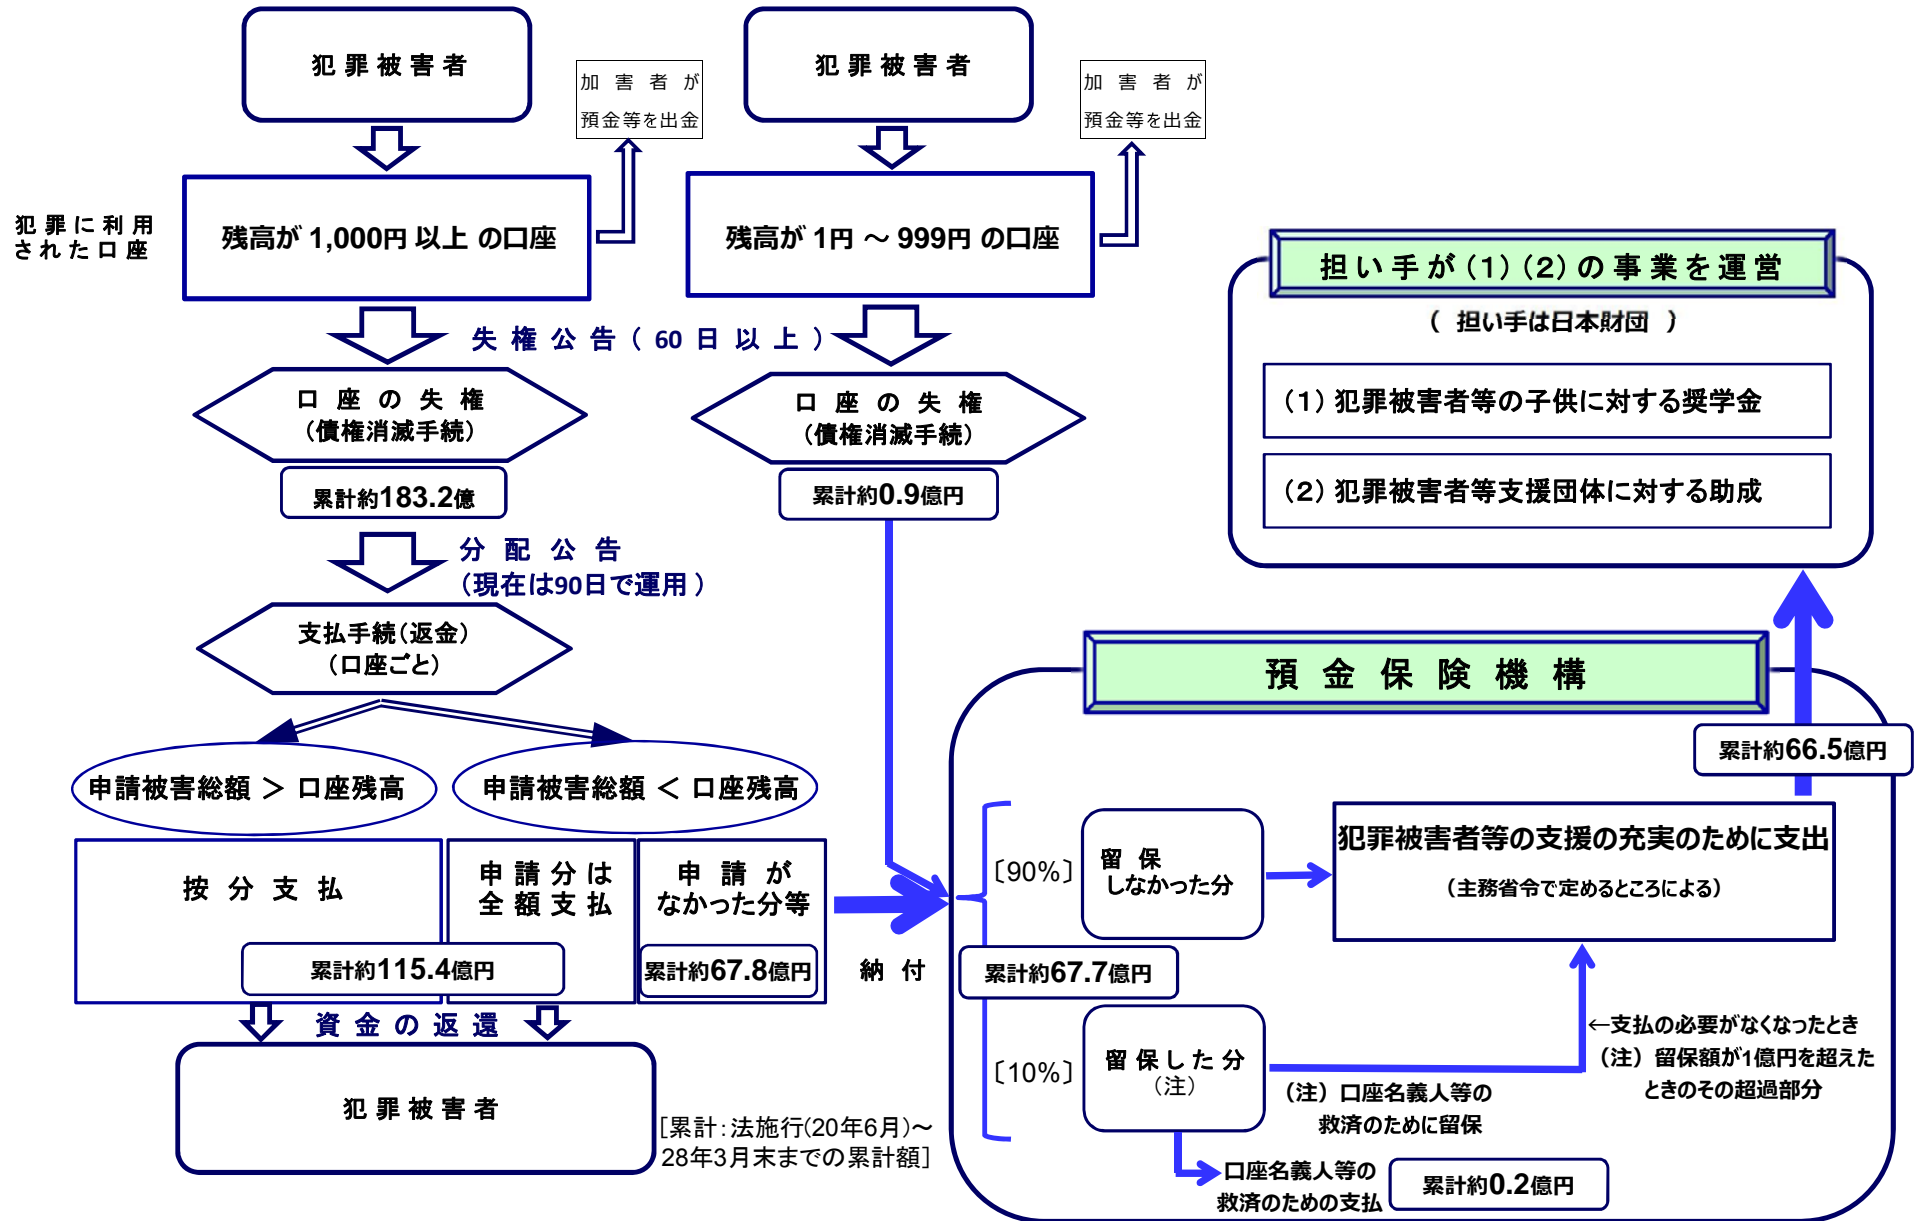 犯罪被害者
加害者が
預金等を出金
犯罪被害者
加害者が
預金等を出金
犯罪に利用
された口座
残高が 1,000円 以上 の口座
残高が 1円 ～ 999円 の口座
失権公告（ 60 日以上）
口座の失権
（債権消滅手続）
累計約183.2億
口座の失権
（債権消滅手続）
累計約0.9億円
分配公告
（現在は90日で運用）
支払手続（返金）
（口座ごと）
申請被害総額 ＞ 口座残高
申請被害総額 ＜ 口座残高
按分支払
申請分は
全額支払
申請が
なかった分等
累計約115.4億円
累計約67.8億円
納付
資金の返還
犯罪被害者
［累計：法施行(20年6月)～
28年3月末までの累計額］
担い手が（１）（２）の事業を運営
（ 担い手は日本財団 ）
（１）犯罪被害者等の子供に対する奨学金
（２）犯罪被害者等支援団体に対する助成
預金保険機構
累計約66.5億円
〔90%〕
留保
しなかった分
犯罪被害者等の支援の充実のために支出
（主務省令で定めるところによる）
累計約67.7億円
〔10%〕
留保した分
（注）
（注）口座名義人等の
救済のために留保
←支払の必要がなくなったとき
（注）留保額が1億円を超えた
ときのその超過部分
口座名義人等の
救済のための支払
累計約0.2億円